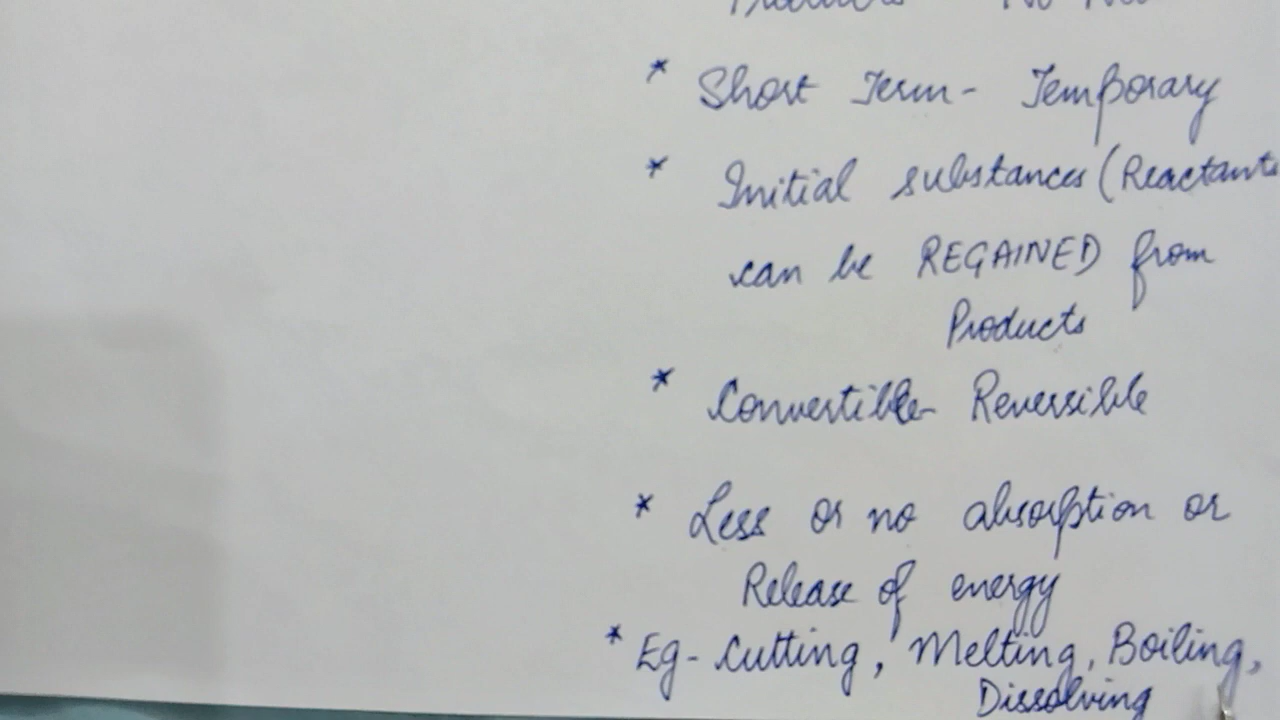 * Short Term - Temporary
* Initial substances (Reactants
can be REGAINED from
Products
* Convertible - Reversible
* Less or no absorption or
Release of energy
* Eg - Cutting, Melting, Boiling,
Dissolving